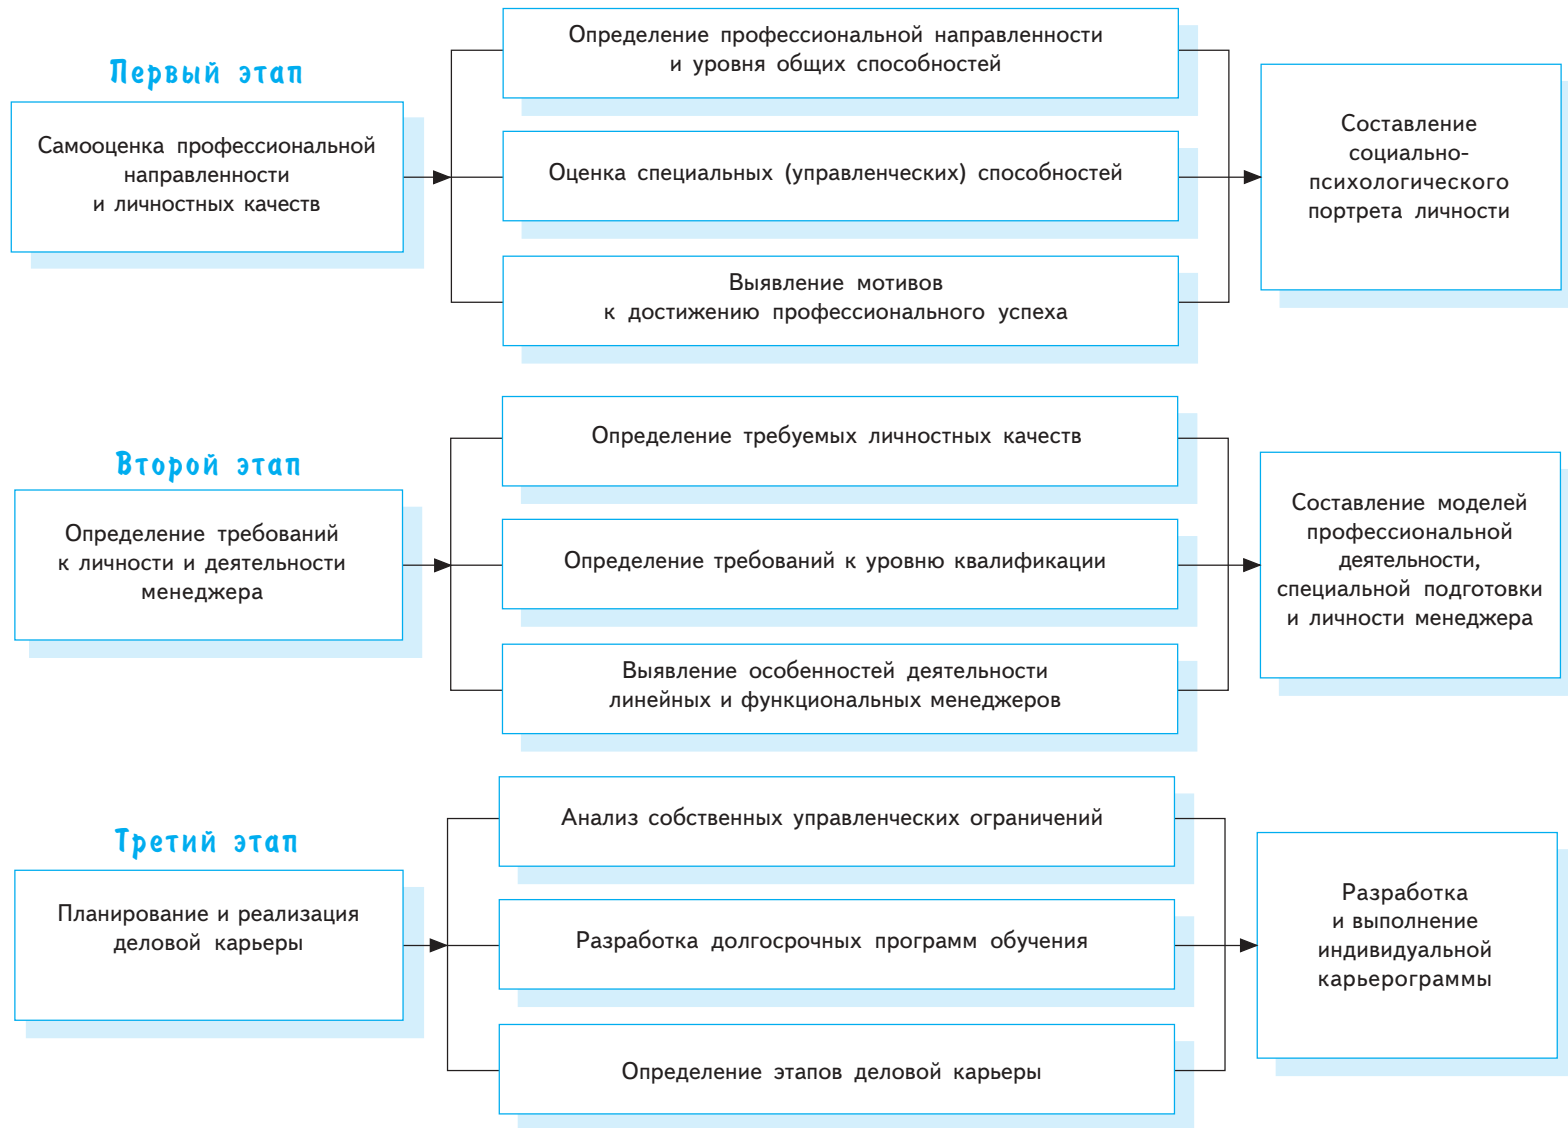 Первый этап
Самооценка профессиональной
направленности
и личностных качеств
Определение профессиональной направленности
и уровня общих способностей
Оценка специальных (управленческих) способностей
Выявление мотивов
к достижению профессионального успеха
Составление
социально-
психологического
портрета личности
Второй этап
Определение требований
к личности и деятельности
менеджера
Определение требуемых личностных качеств
Определение требований к уровню квалификации
Выявление особенностей деятельности
линейных и функциональных менеджеров
Составление моделей
профессиональной
деятельности,
специальной подготовки
и личности менеджера
Третий этап
Планирование и реализация
деловой карьеры
Анализ собственных управленческих ограничений
Разработка долгосрочных программ обучения
Определение этапов деловой карьеры
Разработка
и выполнение
индивидуальной
карьерограммы